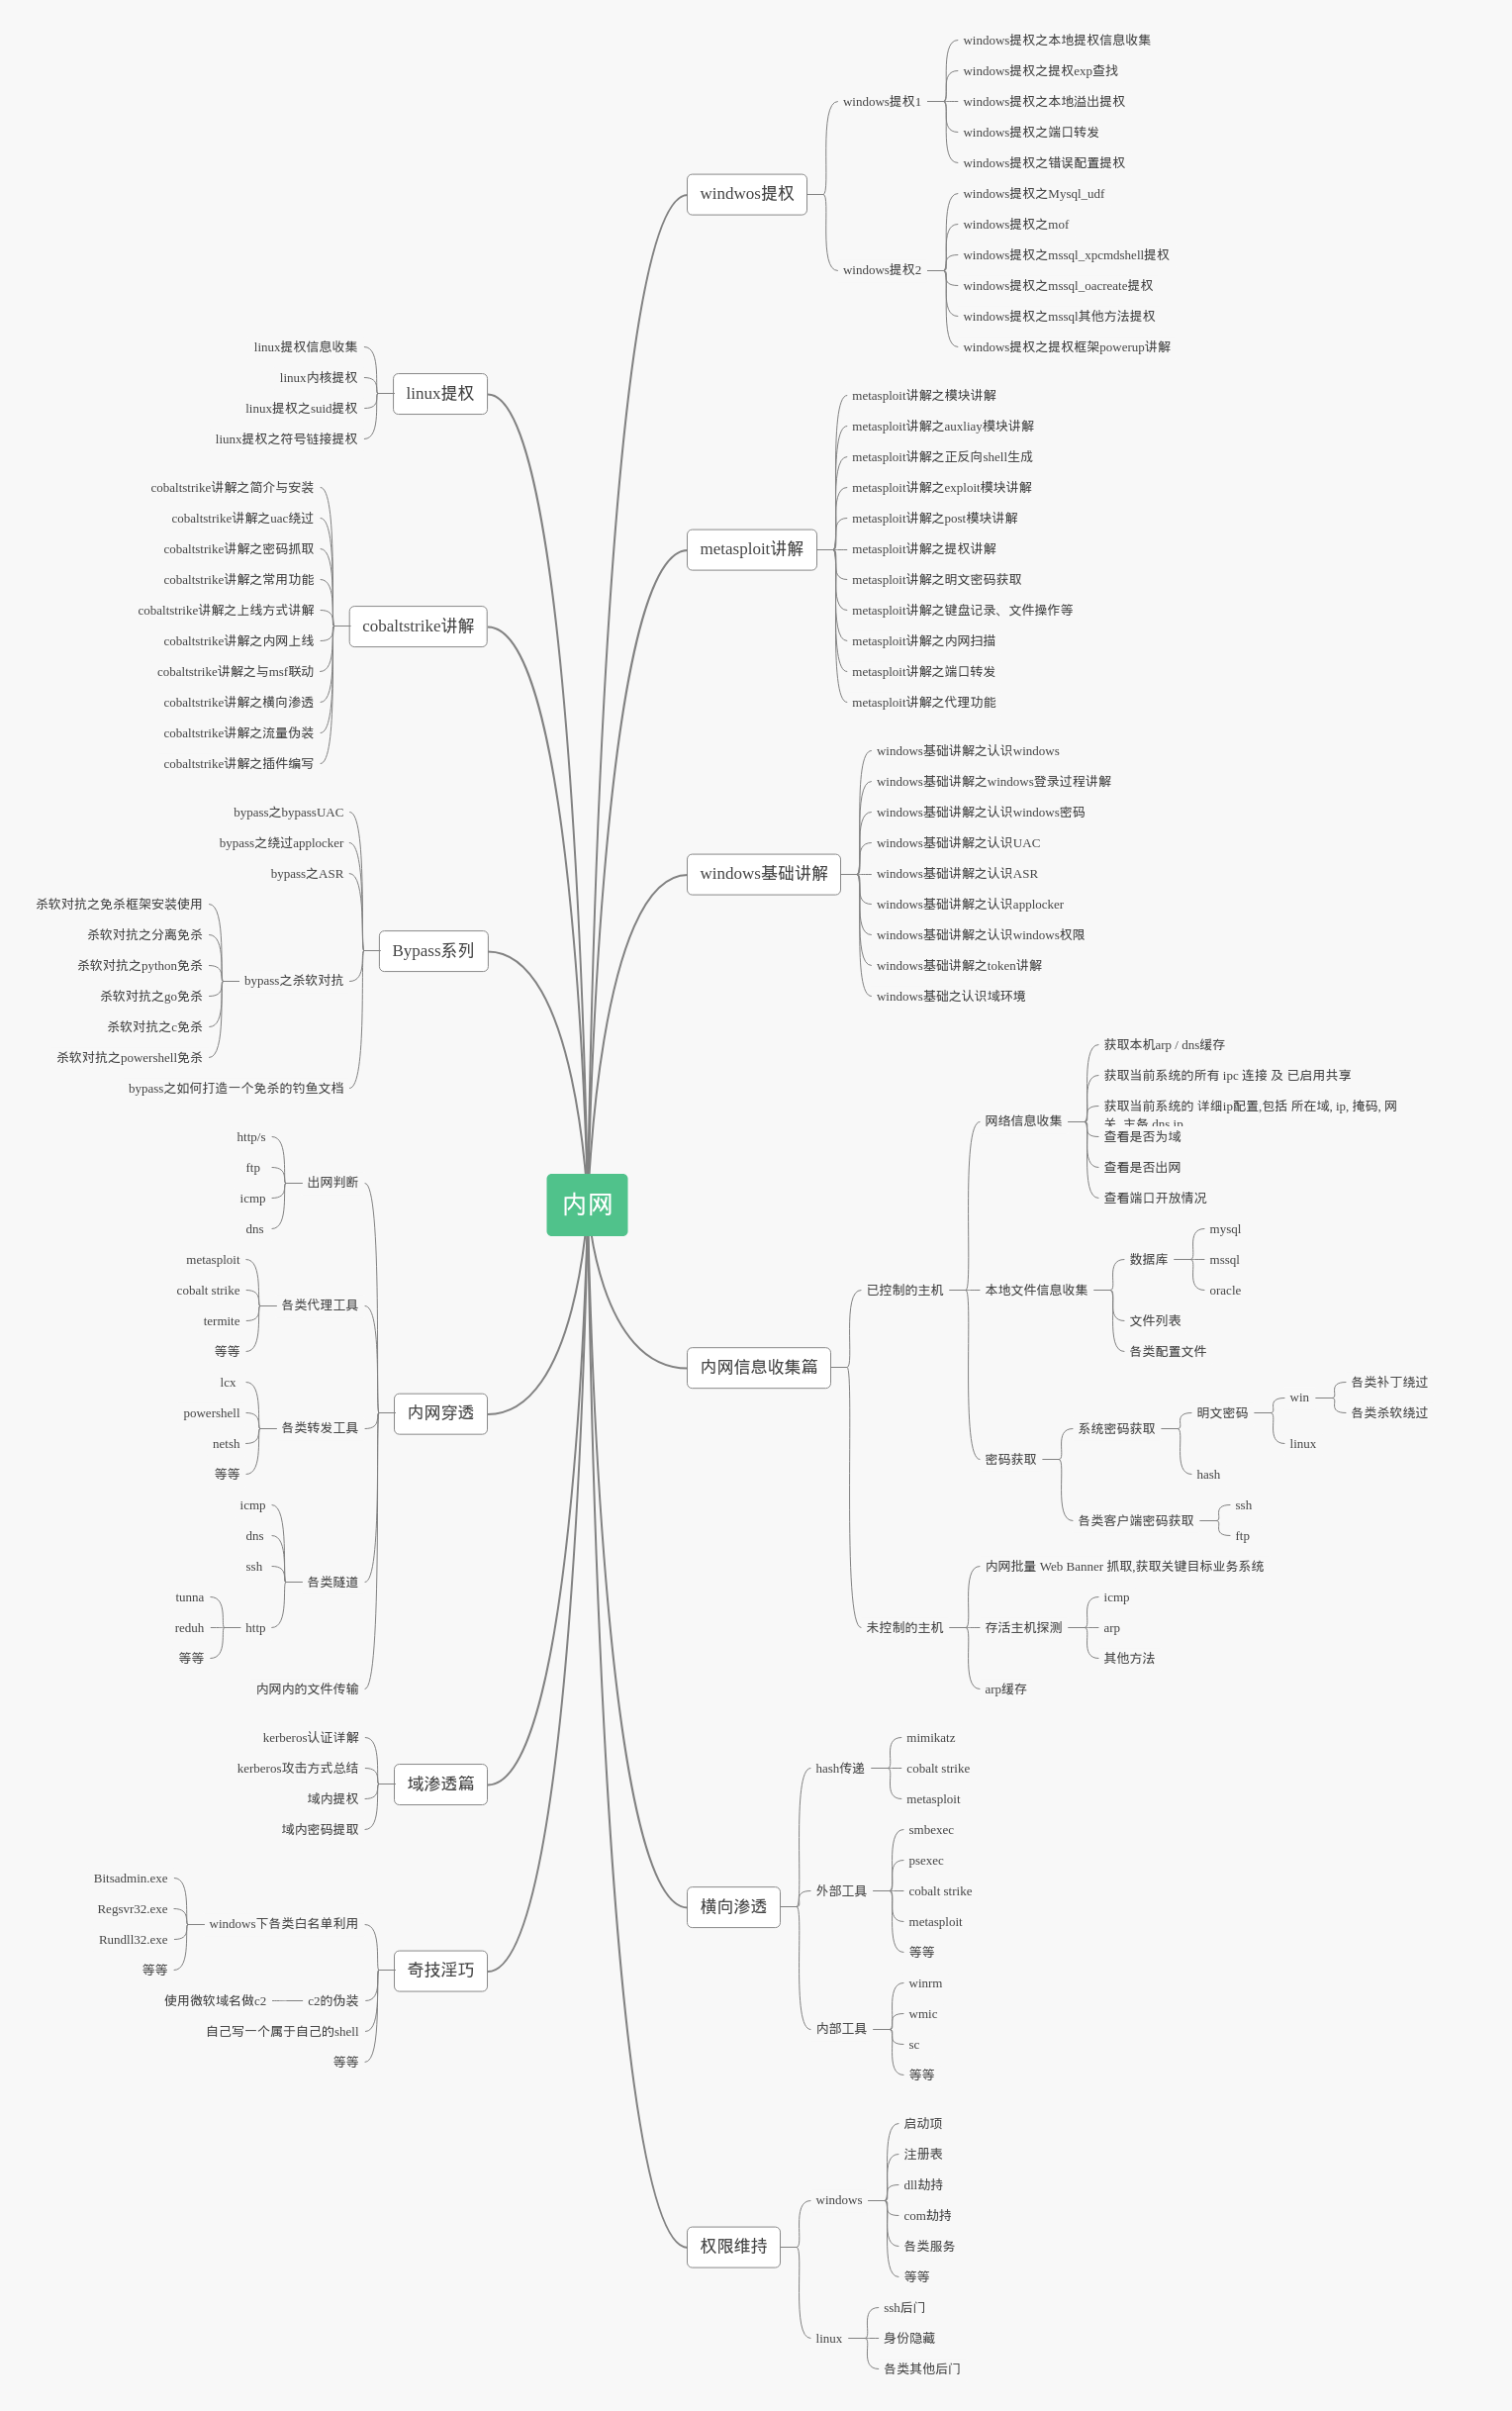 内网
windwos提权
windows提权1
windows提权之本地提权信息收集
windows提权之提权exp查找
windows提权之本地溢出提权
windows提权之端口转发
windows提权之错误配置提权
windows提权2
windows提权之Mysql_udf
windows提权之mof
windows提权之mssql_xpcmdshell提权
windows提权之mssql_oacreate提权
windows提权之mssql其他方法提权
windows提权之提权框架powerup讲解
metasploit讲解
metasploit讲解之模块讲解
metasploit讲解之auxliay模块讲解
metasploit讲解之正反向shell生成
metasploit讲解之exploit模块讲解
metasploit讲解之post模块讲解
metasploit讲解之提权讲解
metasploit讲解之明文密码获取
metasploit讲解之键盘记录、文件操作等
metasploit讲解之内网扫描
metasploit讲解之端口转发
metasploit讲解之代理功能
windows基础讲解
windows基础讲解之认识windows
windows基础讲解之windows登录过程讲解
windows基础讲解之认识windows密码
windows基础讲解之认识UAC
windows基础讲解之认识ASR
windows基础讲解之认识applocker
windows基础讲解之认识windows权限
windows基础讲解之token讲解
windows基础之认识域环境
内网信息收集篇
已控制的主机
网络信息收集
获取本机arp / dns缓存
获取当前系统的所有 ipc 连接 及 已启用共享
获取当前系统的 详细ip配置,包括 所在域, ip, 掩码, 网
关, 主备 dns ip
查看是否为域
查看是否出网
查看端口开放情况
本地文件信息收集
数据库
mysql
mssql
oracle
文件列表
各类配置文件
密码获取
系统密码获取
明文密码
win
各类补丁绕过
各类杀软绕过
linux
hash
各类客户端密码获取
ssh
ftp
未控制的主机
内网批量 Web Banner 抓取,获取关键目标业务系统
存活主机探测
icmp
arp
其他方法
arp缓存
横向渗透
hash传递
mimikatz
cobalt strike
metasploit
外部工具
smbexec
psexec
cobalt strike
metasploit
等等
内部工具
winrm
wmic
sc
等等
权限维持
windows
启动项
注册表
dll劫持
com劫持
各类服务
等等
linux
ssh后门
身份隐藏
各类其他后门
linux提权
linux提权信息收集
linux内核提权
linux提权之suid提权
liunx提权之符号链接提权
cobaltstrike讲解
cobaltstrike讲解之简介与安装
cobaltstrike讲解之uac绕过
cobaltstrike讲解之密码抓取
cobaltstrike讲解之常用功能
cobaltstrike讲解之上线方式讲解
cobaltstrike讲解之内网上线
cobaltstrike讲解之与msf联动
cobaltstrike讲解之横向渗透
cobaltstrike讲解之流量伪装
cobaltstrike讲解之插件编写
Bypass系列
bypass之bypassUAC
bypass之绕过applocker
bypass之ASR
bypass之杀软对抗
杀软对抗之免杀框架安装使用
杀软对抗之分离免杀
杀软对抗之python免杀
杀软对抗之go免杀
杀软对抗之c免杀
杀软对抗之powershell免杀
bypass之如何打造一个免杀的钓鱼文档
内网穿透
出网判断
http/s
ftp
icmp
dns
各类代理工具
metasploit
cobalt strike
termite
等等
各类转发工具
lcx
powershell
netsh
等等
各类隧道
icmp
dns
ssh
http
tunna
reduh
等等
内网内的文件传输
域渗透篇
kerberos认证详解
kerberos攻击方式总结
域内提权
域内密码提取
奇技淫巧
windows下各类白名单利用
Bitsadmin.exe
Regsvr32.exe
Rundll32.exe
等等
c2的伪装
使用微软域名做c2
自己写一个属于自己的shell
等等